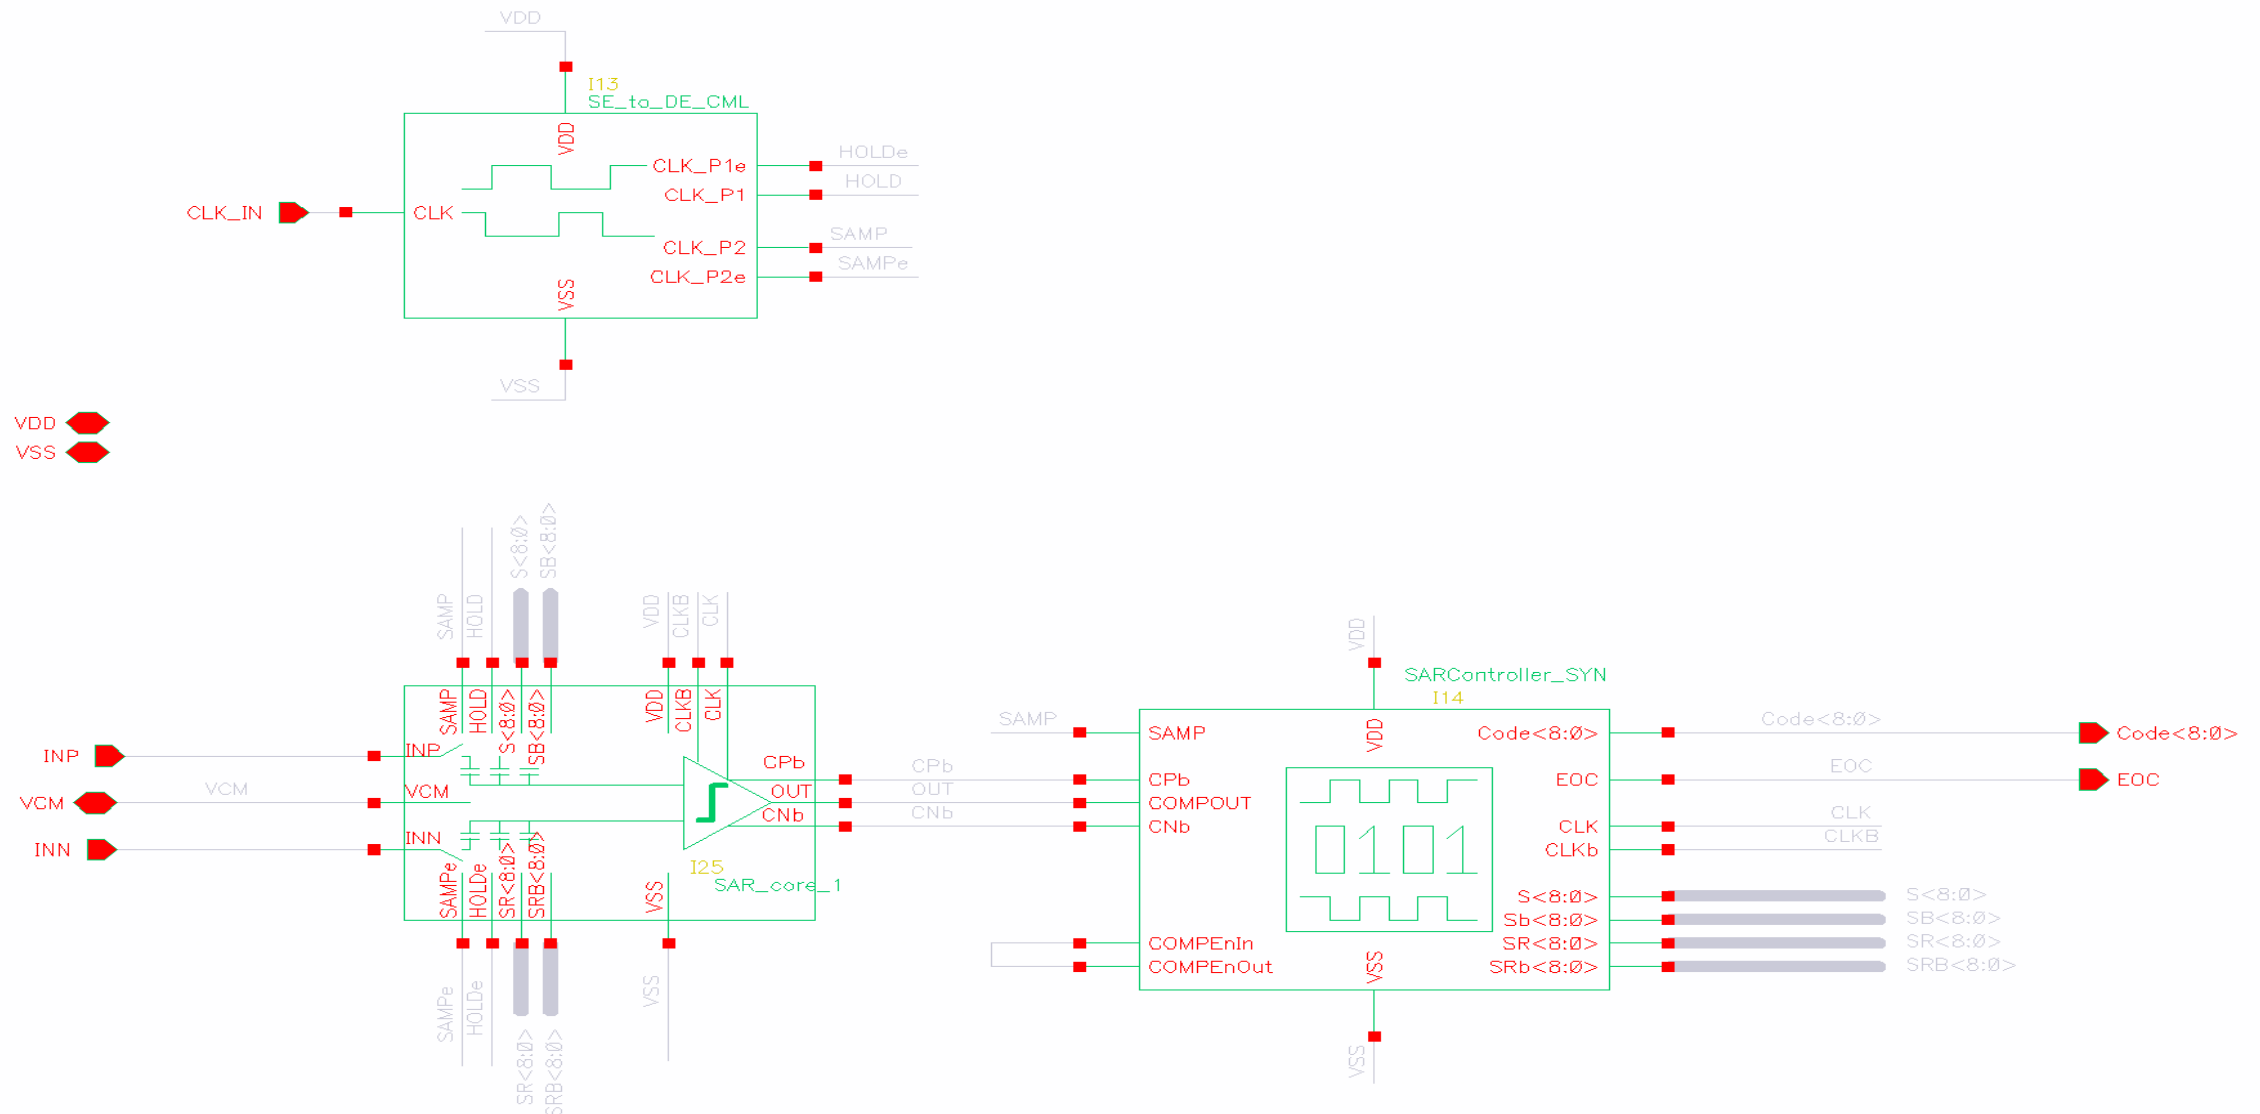 VDD
I13
SE_to_DE_CML
VDD
CLK_P1e
HOLDe
CLK_P1
HOLD
CLK_IN
CLK
CLK_P2
SAMP
CLK_P2e
SAMPe
VSS
VSS
VDD
VSS
SAMP
HOLD
S<8:0>
SB<8:0>
VDD
CLKB
CLK
SAMP
HOLD
S<8:0>
SB<8:0>
VDD
CLKB
CLK
INP
INP
VCM
VCM
VCM
INN
INN
CPb
OUT
CNb
CPb
OUT
CNb
I25
SAR_core_1
SAMPe
HOLDe
SR<8:0>
SRB<8:0>
VSS
SAMPe
HOLDe
SR<8:0>
SRB<8:0>
VSS
VDD
SARController_SYN
I14
SAMP
SAMP
VDD
Code<8:0>
Code<8:0>
Code<8:0>
CPb
EOC
EOC
EOC
COMPOUT
CNb
CLK
CLK
CLKb
CLKB
0101
S<8:0>
S<8:0>
Sb<8:0>
SB<8:0>
COMPEnIn
SR<8:0>
SR<8:0>
COMPEnOut
SRb<8:0>
SRB<8:0>
VSS
VSS